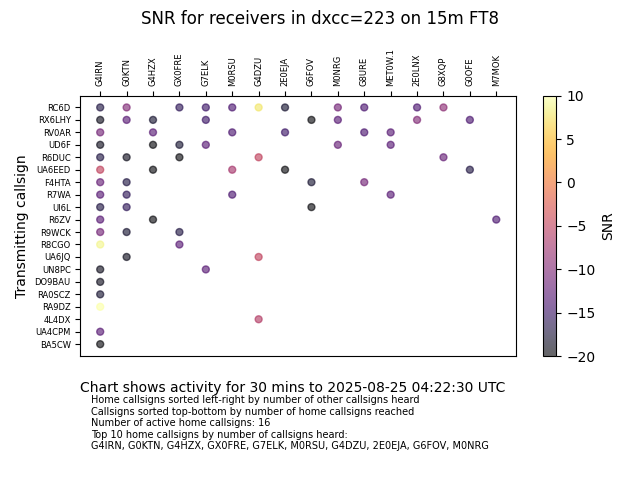 SNR for receivers in dxcc=223 on 15m FT8
G4IRN G0KTN G4HZX GX0FRE G7ELK M0RSU G4DZU 2E0EJA G6FOV M0NRG G8URE MET0W.1 2E0LNX G8XQP G0OFE M7MOK
Transmitting callsign
RC6D
RX6LHY
RV0AR
UD6F
R6DUC
UA6EED
F4HTA
R7WA
UI6L
R6ZV
R9WCK
R8CGO
UA6JQ
UN8PC
DO9BAU
RA0SCZ
RA9DZ
4L4DX
UA4CPM
BA5CW
10
5
0
−5
−10
−15
−20
SNR
Chart shows activity for 30 mins to 2025-08-25 04:22:30 UTC
Home callsigns sorted left-right by number of other callsigns heard
Callsigns sorted top-bottom by number of home callsigns reached
Number of active home callsigns: 16
Top 10 home callsigns by number of callsigns heard:
G4IRN, G0KTN, G4HZX, GX0FRE, G7ELK, M0RSU, G4DZU, 2E0EJA, G6FOV, M0NRG